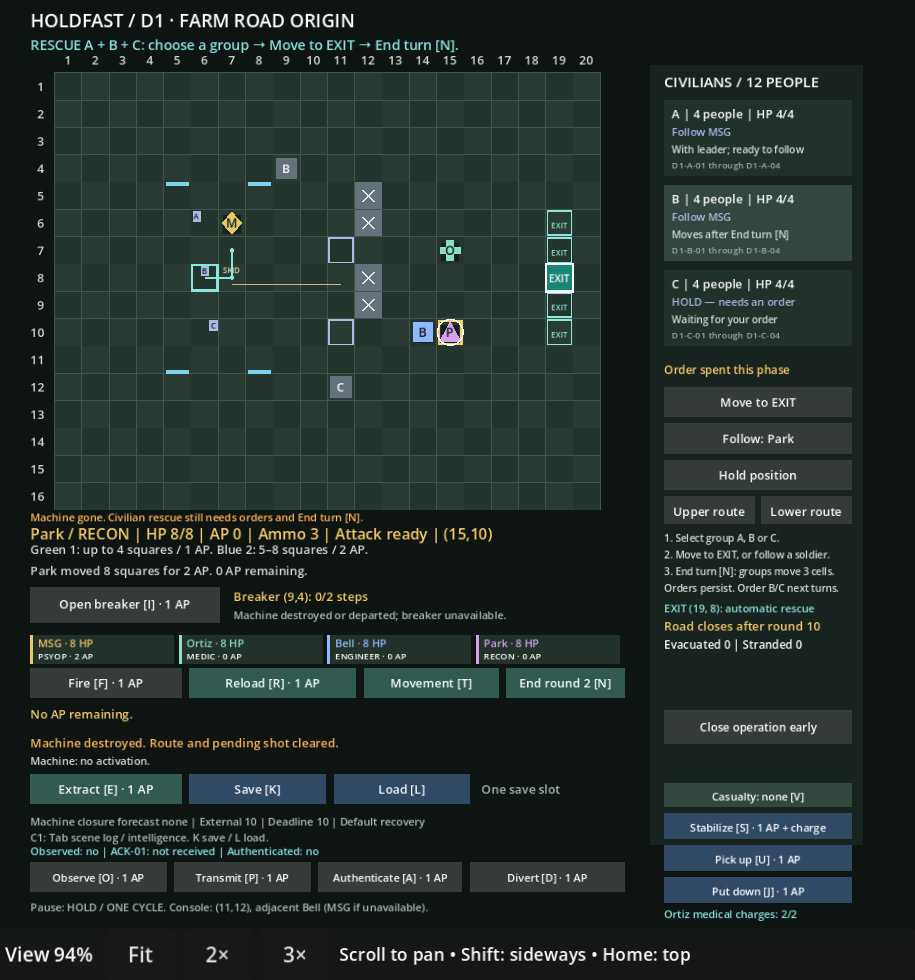 HOLDFAST / D1 · FARM ROAD ORIGIN
RESCUE A + B + C: choose a group → Move to EXIT → End turn [N].
1 2 3 4 5 6 7 8 9 10 11 12 13 14 15 16 17 18 19 20
1
2
3
4 B
5
6 A M EXIT
7 EXIT
8 B EXIT
9 EXIT
10 C B P EXIT
11
12 C
13
14
15
16
Machine gone. Civilian rescue still needs orders and End turn [N].
Park / RECON | HP 8/8 | AP 0 | Ammo 3 | Attack ready | (15,10)
Green 1: up to 4 squares / 1 AP. Blue 2: 5–8 squares / 2 AP.
Park moved 8 squares for 2 AP. 0 AP remaining.
Open breaker [I] · 1 AP
Breaker (9,4): 0/2 steps
Machine destroyed or departed; breaker unavailable.
MSG · 8 HP
PSYOP · 2 AP
Ortiz · 8 HP
MEDIC · 0 AP
Bell · 8 HP
ENGINEER · 0 AP
Park · 8 HP
RECON · 0 AP
Fire [F] · 1 AP
Reload [R] · 1 AP
Movement [T]
End round 2 [N]
No AP remaining.
Machine destroyed. Route and pending shot cleared.
Machine: no activation.
Extract [E] · 1 AP
Save [K]
Load [L]
One save slot
Machine closure forecast none | External 10 | Deadline 10 | Default recovery
C1: Tab scene log / intelligence. K save / L load.
Observed: no | ACK-01: not received | Authenticated: no
Observe [O] · 1 AP
Transmit [P] · 1 AP
Authenticate [A] · 1 AP
Divert [D] · 1 AP
Pause: HOLD / ONE CYCLE. Console: (11,12), adjacent Bell (MSG if unavailable).
CIVILIANS / 12 PEOPLE
A | 4 people | HP 4/4
Follow MSG
With leader; ready to follow
D1-A-01 through D1-A-04
B | 4 people | HP 4/4
Follow MSG
Moves after End turn [N]
D1-B-01 through D1-B-04
C | 4 people | HP 4/4
HOLD — needs an order
Waiting for your order
D1-C-01 through D1-C-04
Order spent this phase
Move to EXIT
Follow: Park
Hold position
Upper route
Lower route
1. Select group A, B or C.
2. Move to EXIT, or follow a soldier.
3. End turn [N]: groups move 3 cells.
Orders persist. Order B/C next turns.
EXIT (19, 8): automatic rescue
Road closes after round 10
Evacuated 0 | Stranded 0
Close operation early
Casualty: none [V]
Stabilize [S] · 1 AP + charge
Pick up [U] · 1 AP
Put down [J] · 1 AP
Ortiz medical charges: 2/2
View 94%
Fit
2×
3×
Scroll to pan • Shift: sideways • Home: top